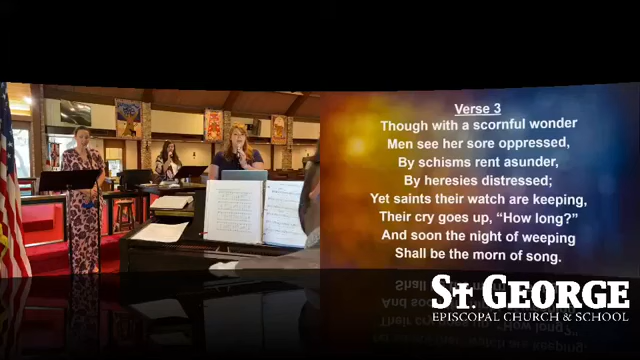 Verse 3
Though with a scornful wonder
Men see her sore oppressed,
By schisms rent asunder,
By heresies distressed;
Yet saints their watch are keeping,
Their cry goes up, “How long?”
And soon the night of weeping
Shall be the morn of song.
ST. GEORGE
EPISCOPAL CHURCH & SCHOOL